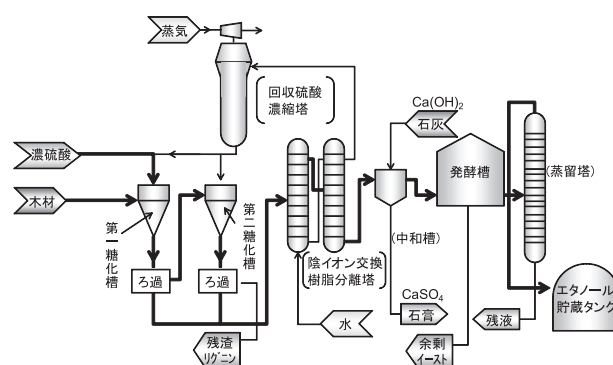 蒸気
回収硫酸
濃縮塔
濃硫酸
木材
第一糖化槽
第二糖化槽
ろ過
ろ過
残渣
ﾘｸﾞﾆﾝ
陰イオン交換
樹脂分離塔
水
Ca(OH)2
石灰
(中和槽)
CaSO4
石膏
発酵槽
余剰
ｲｰｽﾄ
(蒸留塔)
残液
エタノール
貯蔵タンク